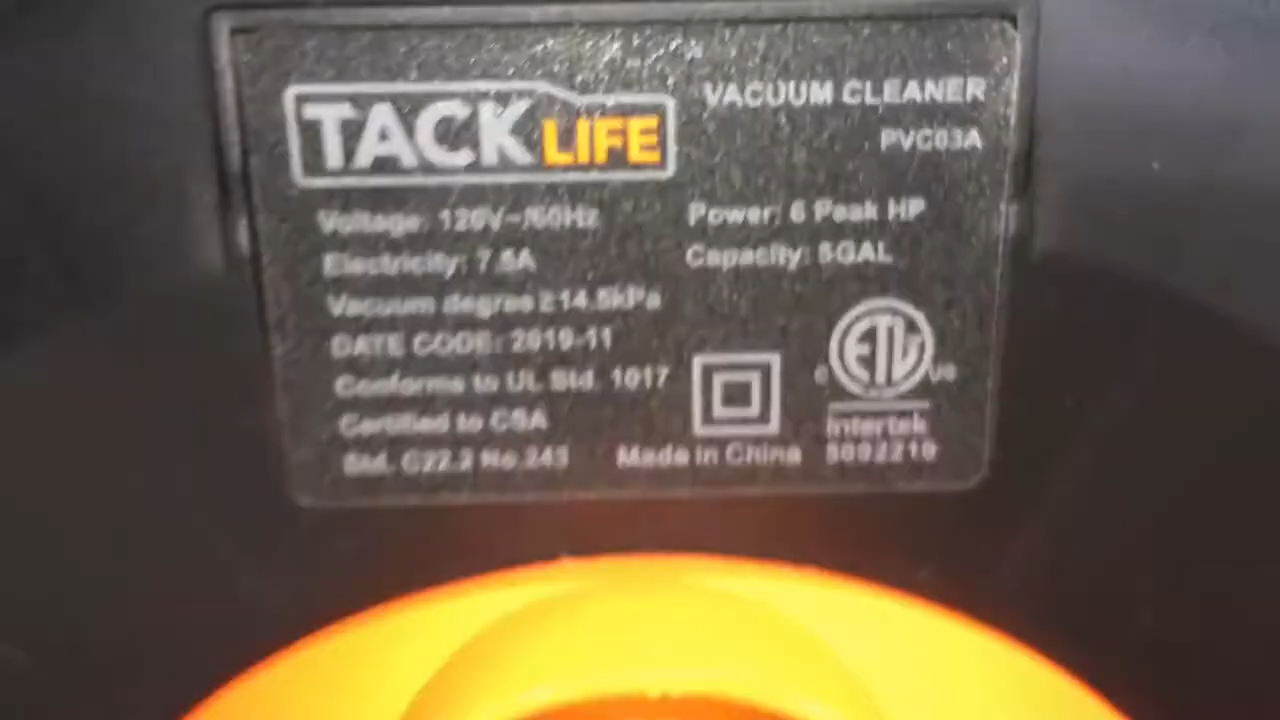 TACK LIFE
VACUUM CLEANER
PVC03A
Voltage: 120V~/60Hz
Power: 6 Peak HP
Electricity: 7.5A
Capacity: 5GAL
Vacuum degree≥14.5kPa
DATE CODE: 2019-11
Conforms to UL Std. 1017
Certified to CSA
Std. C22.2 No.243
Made in China
ETL
C US
Intertek